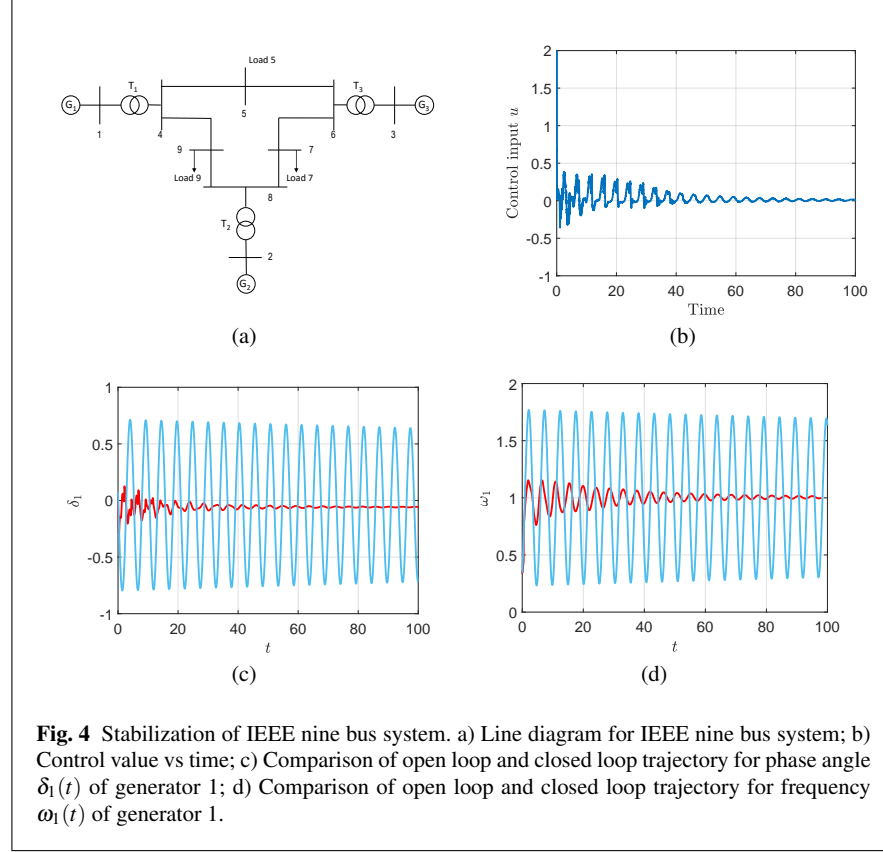 Load 5
T1
T3
G1
G3
1
4
5
6
3
9
7
Load 9
Load 7
8
T2
2
G2
(a)
2
1.5
1
0.5
0
-0.5
-1
0 20 40 60 80 100
Control input u
Time
(b)
1
0.5
0
-0.5
-1
0 20 40 60 80 100
δ1
t
(c)
2
1.5
1
0.5
0
0 20 40 60 80 100
ω1
t
(d)
Fig. 4 Stabilization of IEEE nine bus system. a) Line diagram for IEEE nine bus system; b)
Control value vs time; c) Comparison of open loop and closed loop trajectory for phase angle
δ1(t) of generator 1; d) Comparison of open loop and closed loop trajectory for frequency
ω1(t) of generator 1.